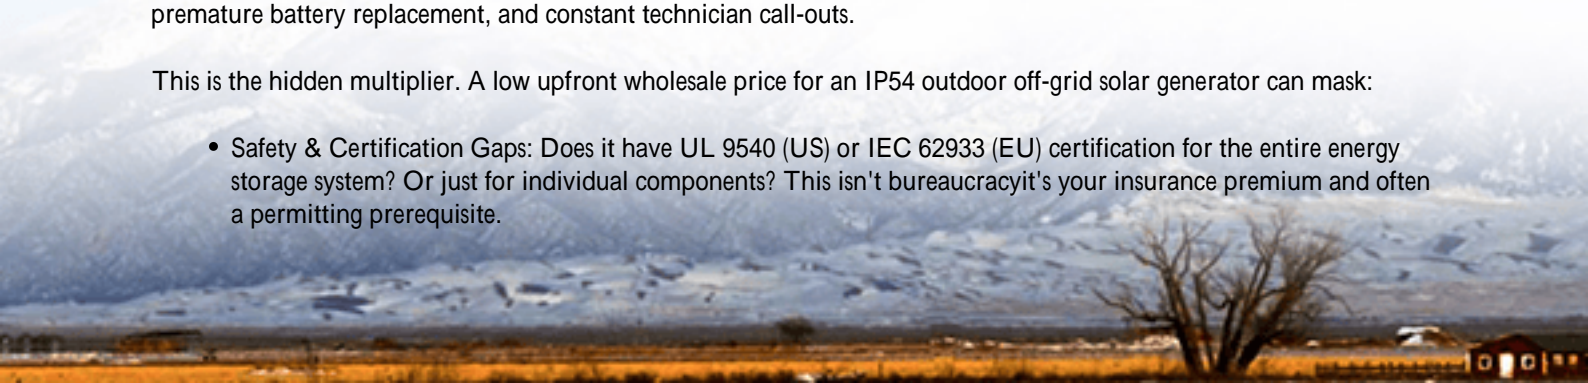 premature battery replacement, and constant technician call-outs.
This is the hidden multiplier. A low upfront wholesale price for an IP54 outdoor off-grid solar generator can mask:
• Safety & Certification Gaps: Does it have UL 9540 (US) or IEC 62933 (EU) certification for the entire energy
storage system? Or just for individual components? This isn't bureaucracyit's your insurance premium and often
a permitting prerequisite.